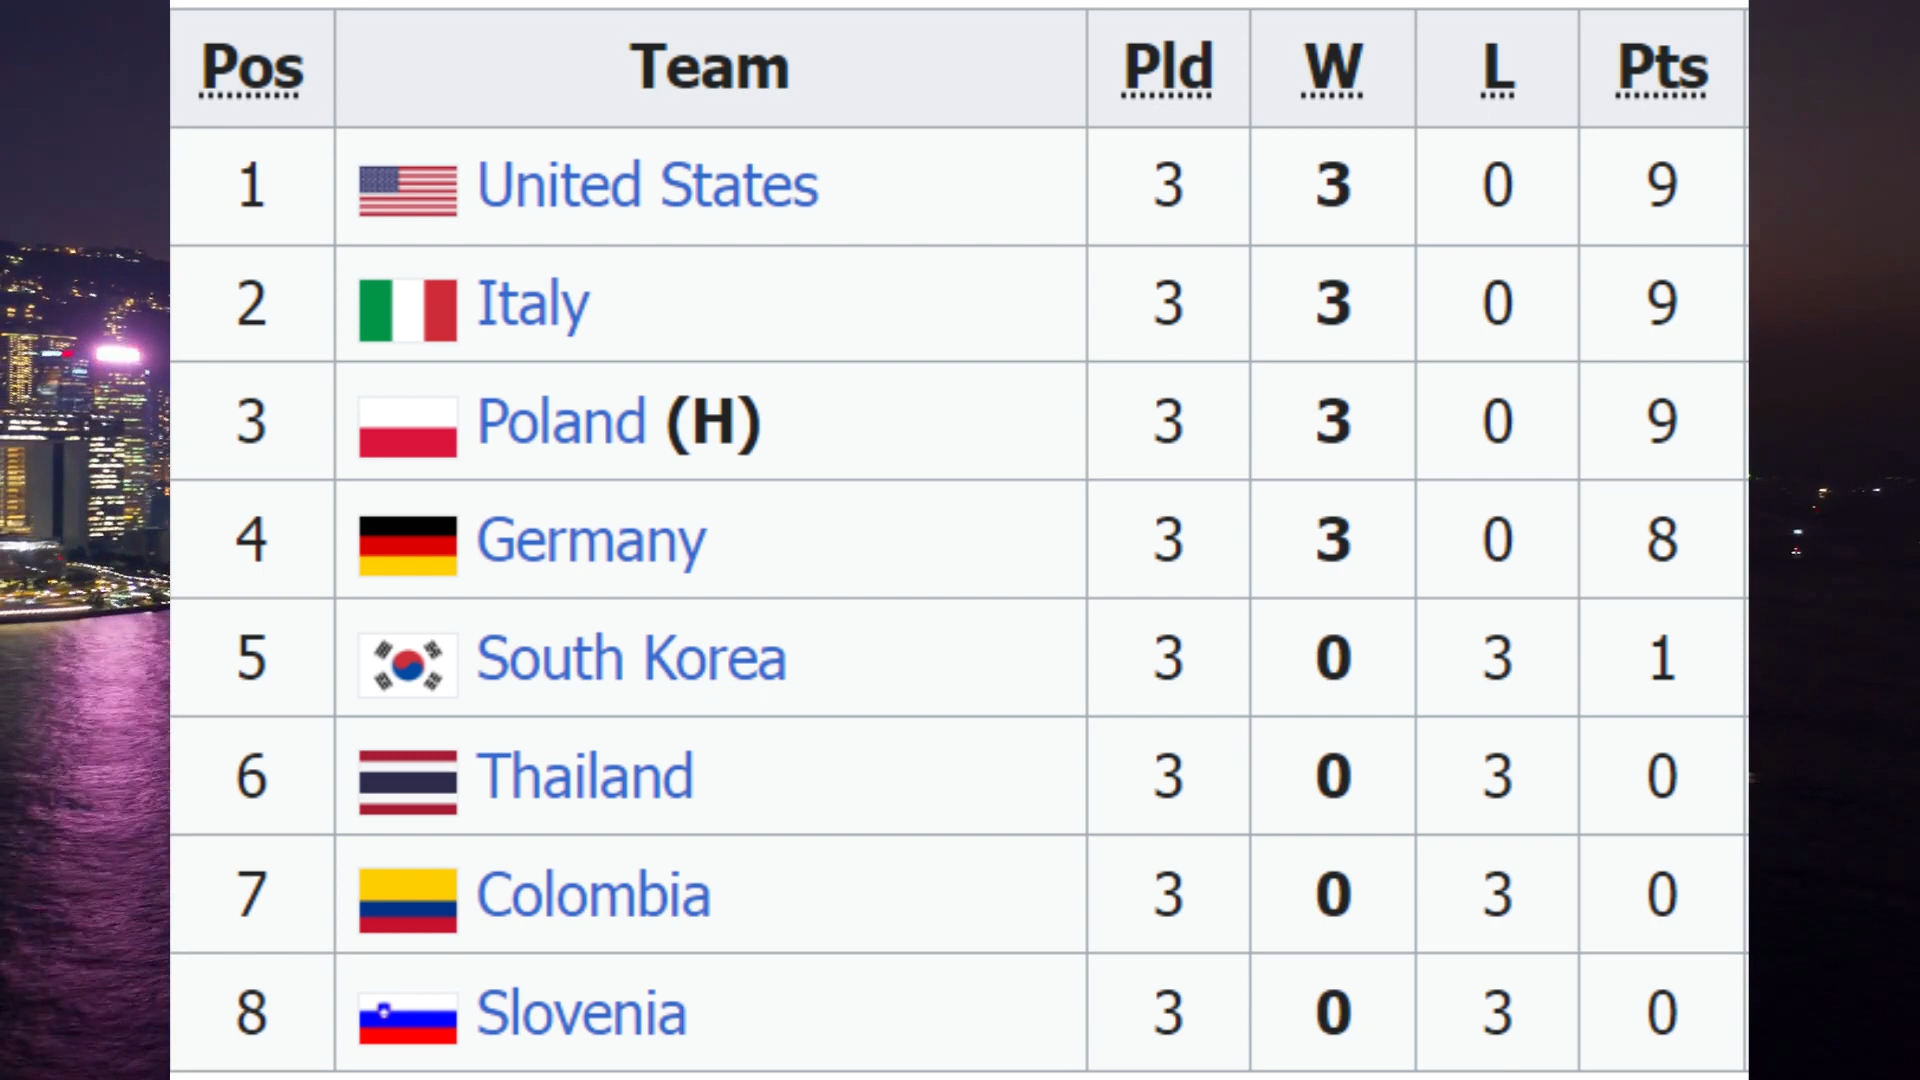 Pos Team Pld W L Pts
1 United States 3 3 0 9
2 Italy 3 3 0 9
3 Poland (H) 3 3 0 9
4 Germany 3 3 0 8
5 South Korea 3 0 3 1
6 Thailand 3 0 3 0
7 Colombia 3 0 3 0
8 Slovenia 3 0 3 0